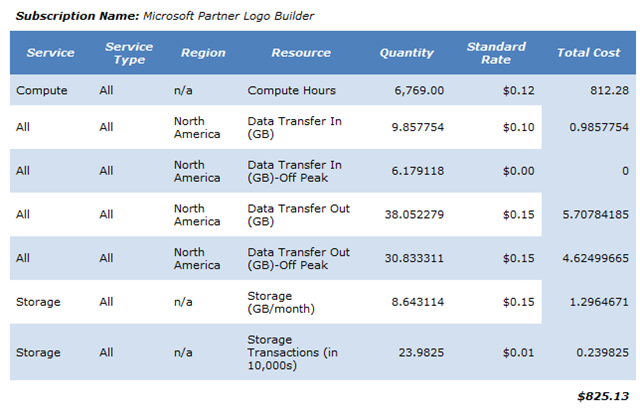 Subscription Name: Microsoft Partner Logo Builder
Service Service Type Region Resource Quantity Standard Rate Total Cost
Compute All n/a Compute Hours 6,769.00 $0.12 812.28
All All North America Data Transfer In (GB) 9.857754 $0.10 0.9857754
All All North America Data Transfer In (GB)-Off Peak 6.179118 $0.00 0
All All North America Data Transfer Out (GB) 38.052279 $0.15 5.70784185
All All North America Data Transfer Out (GB)-Off Peak 30.833311 $0.15 4.62499665
Storage All n/a Storage (GB/month) 8.643114 $0.15 1.2964671
Storage All n/a Storage Transactions (in 10,000s) 23.9825 $0.01 0.239825
$825.13